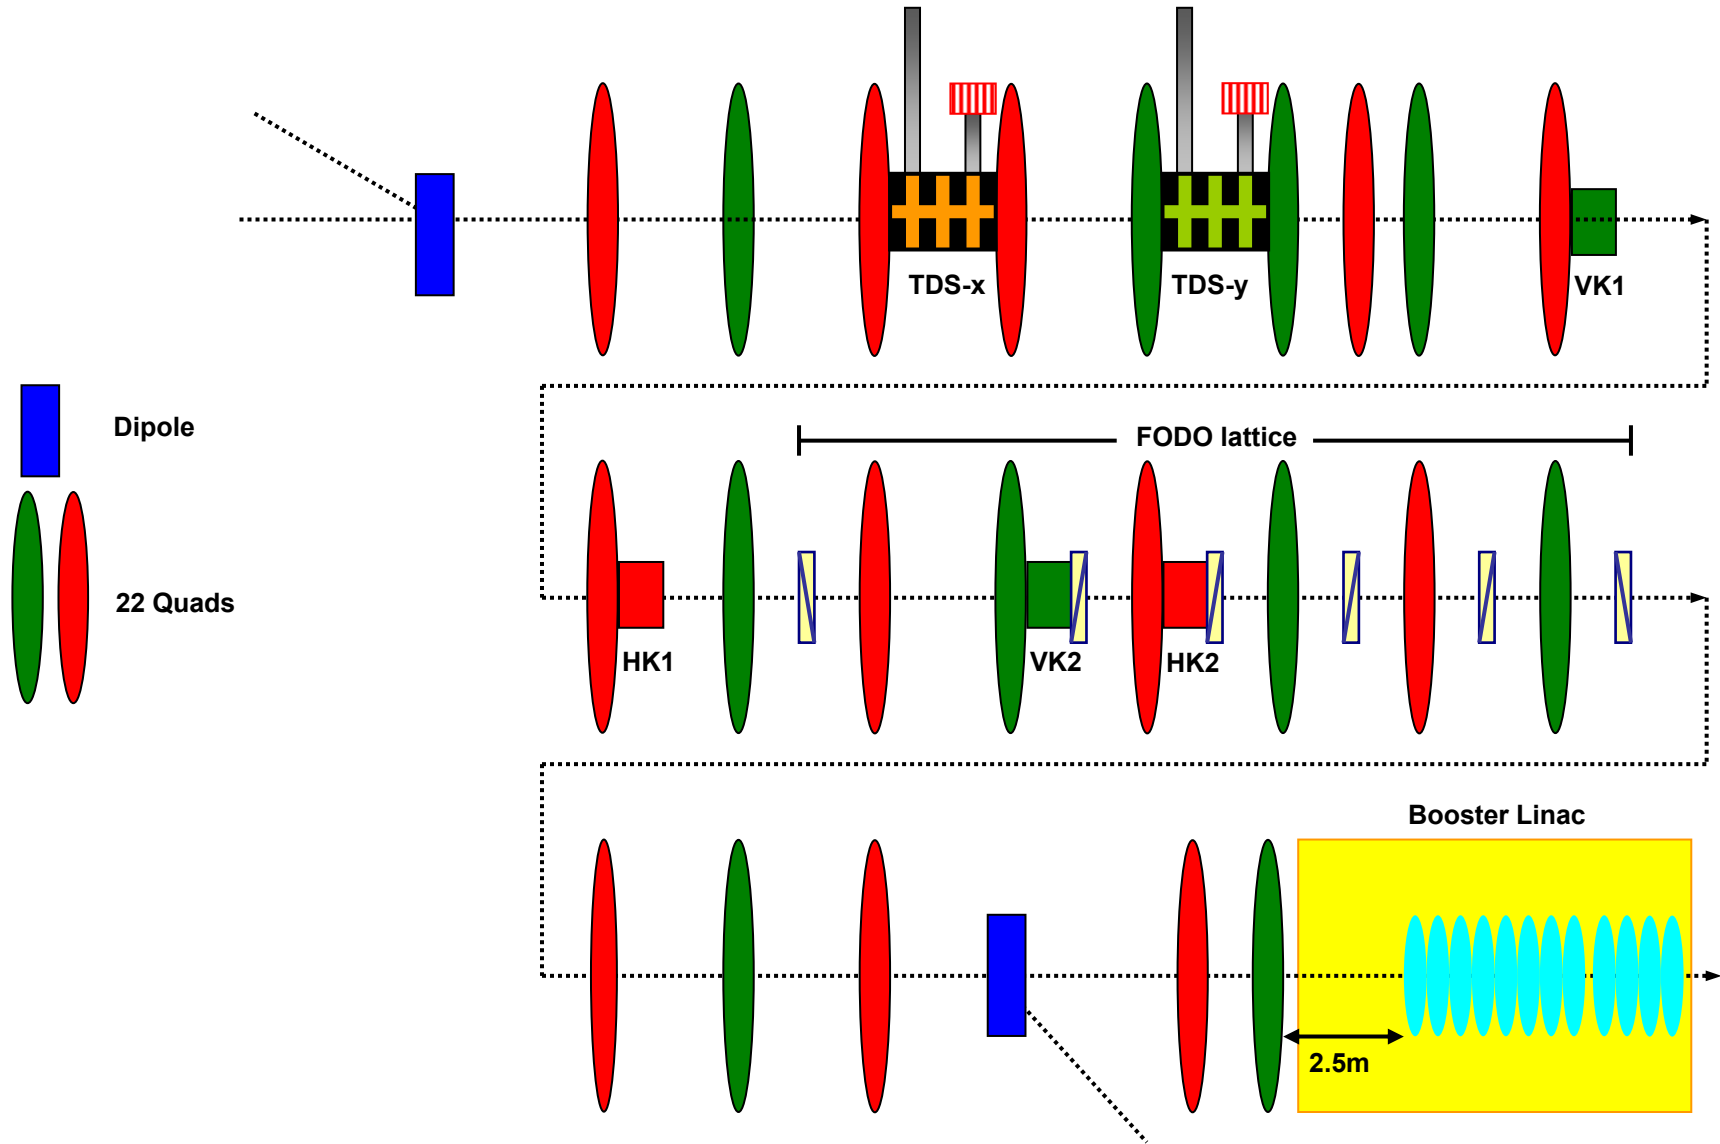 TDS-x
TDS-y
VK1
Dipole
FODO lattice
22 Quads
HK1
VK2
HK2
Booster Linac
2.5m